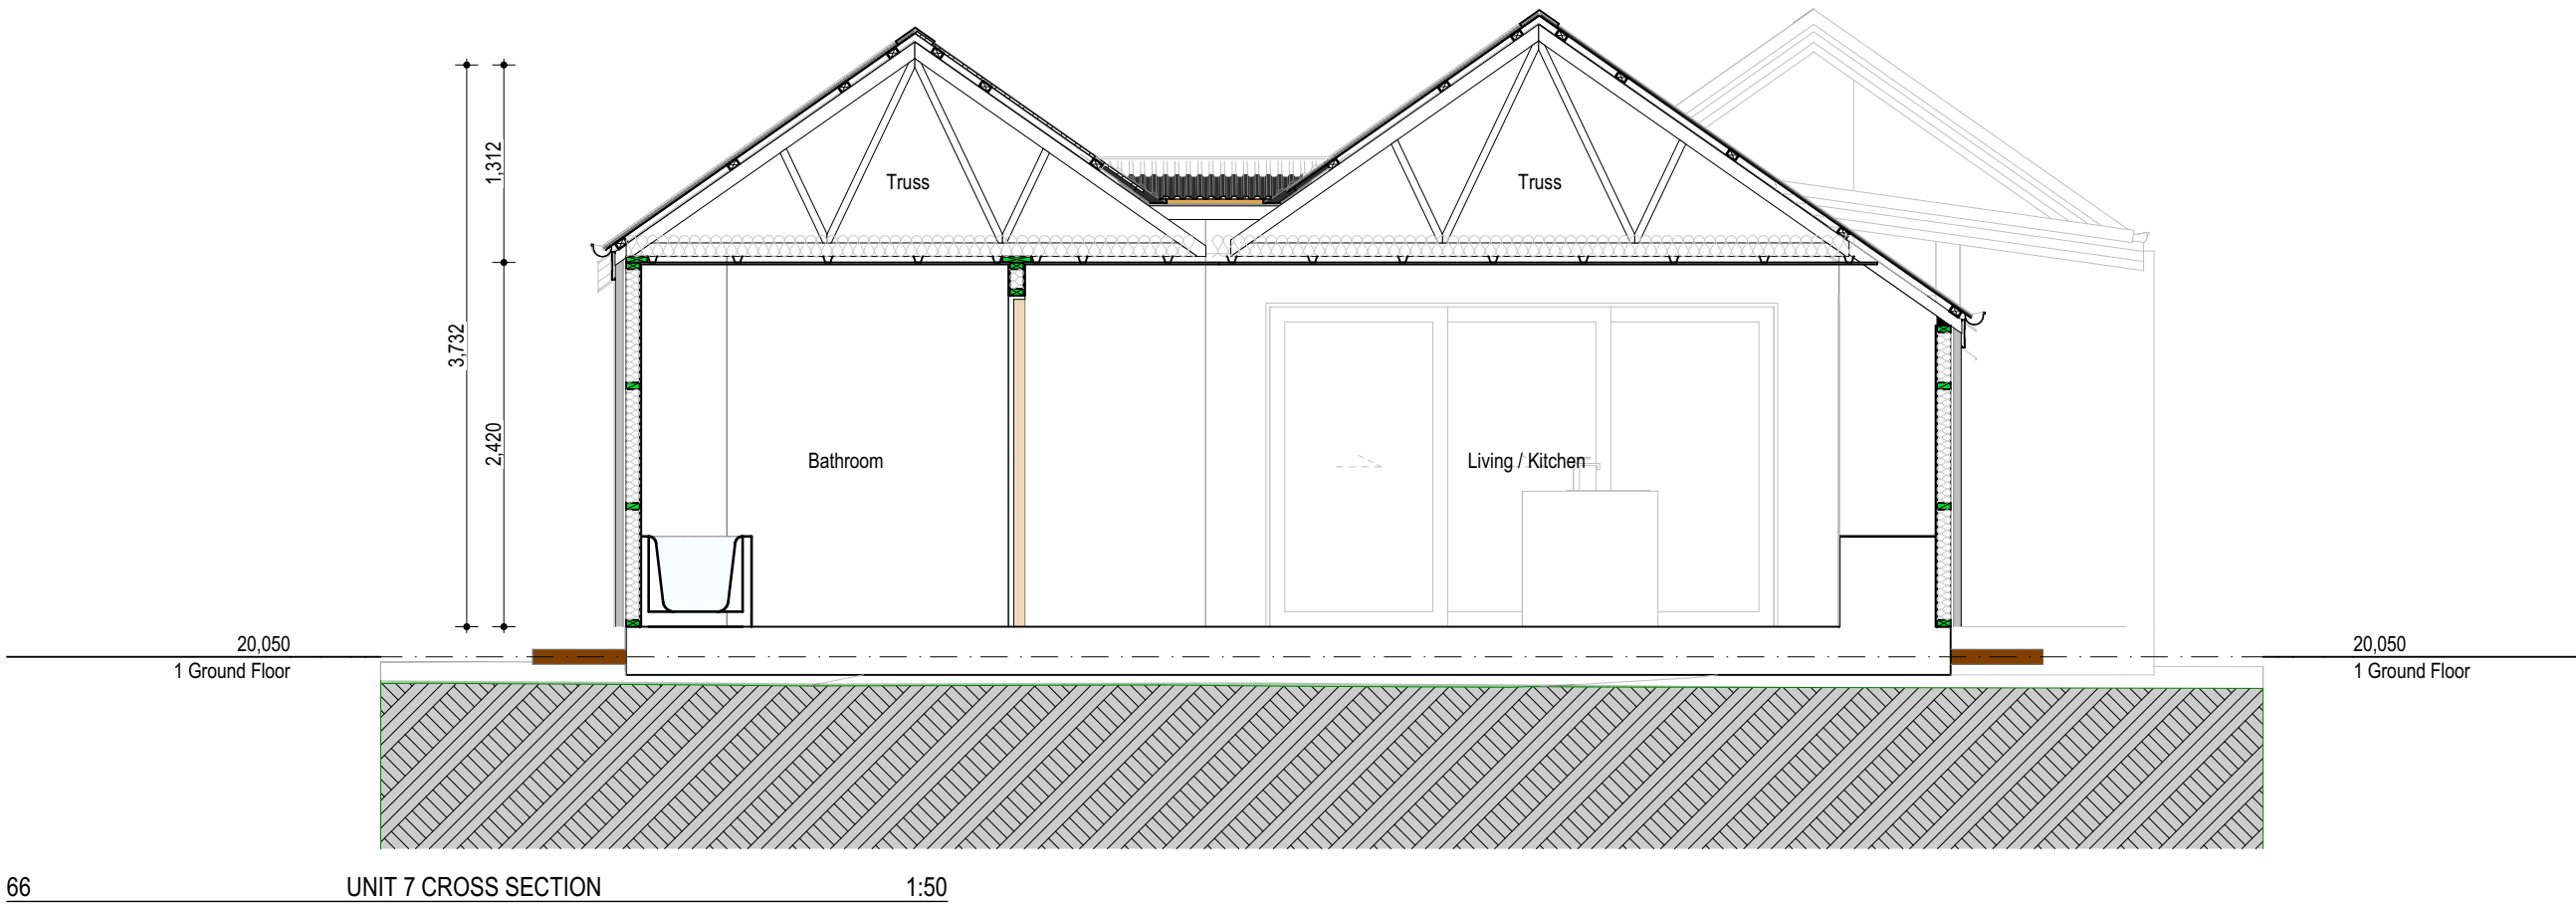 1,312
Truss
Truss
3,732
2,420
Bathroom
Living / Kitchen
20,050
1 Ground Floor
20,050
1 Ground Floor
66 UNIT 7 CROSS SECTION 1:50